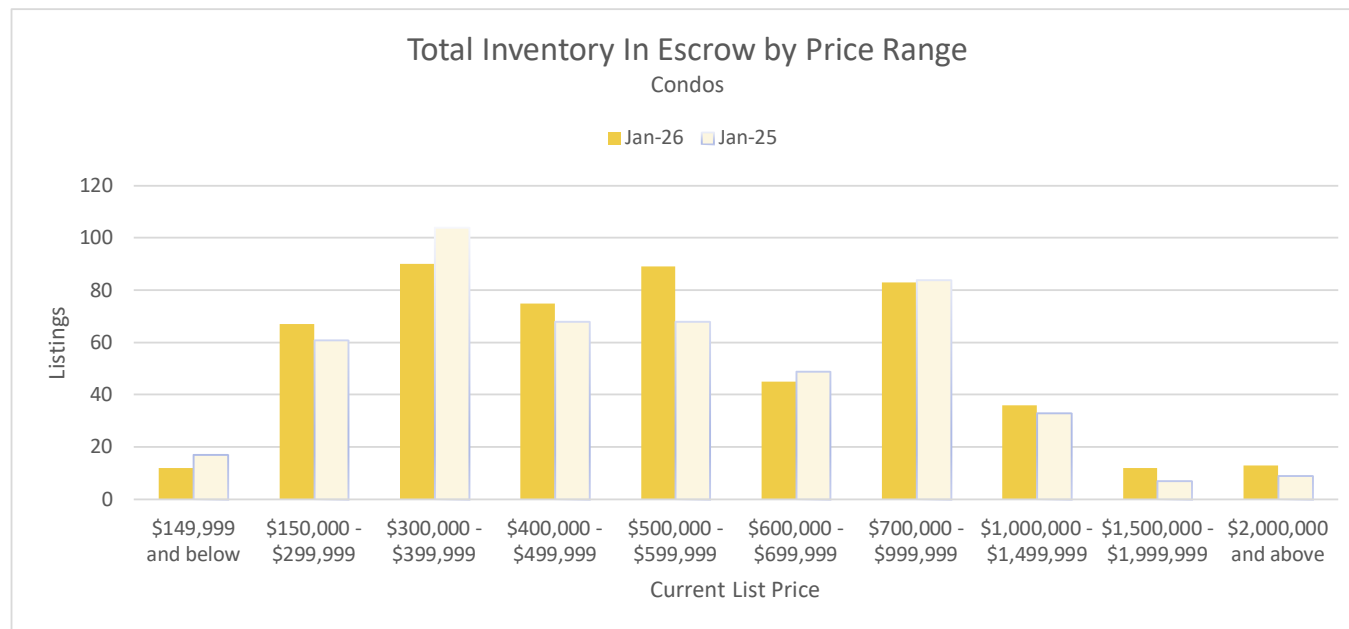 Total Inventory In Escrow by Price Range
Condos
Jan-26 Jan-25
Listings
120
100
80
60
40
20
0
$149,999 $150,000 - $300,000 - $400,000 - $500,000 - $600,000 - $700,000 - $1,000,000 - $1,500,000 - $2,000,000
and below $299,999 $399,999 $499,999 $599,999 $699,999 $999,999 $1,499,999 $1,999,999 and above
Current List Price